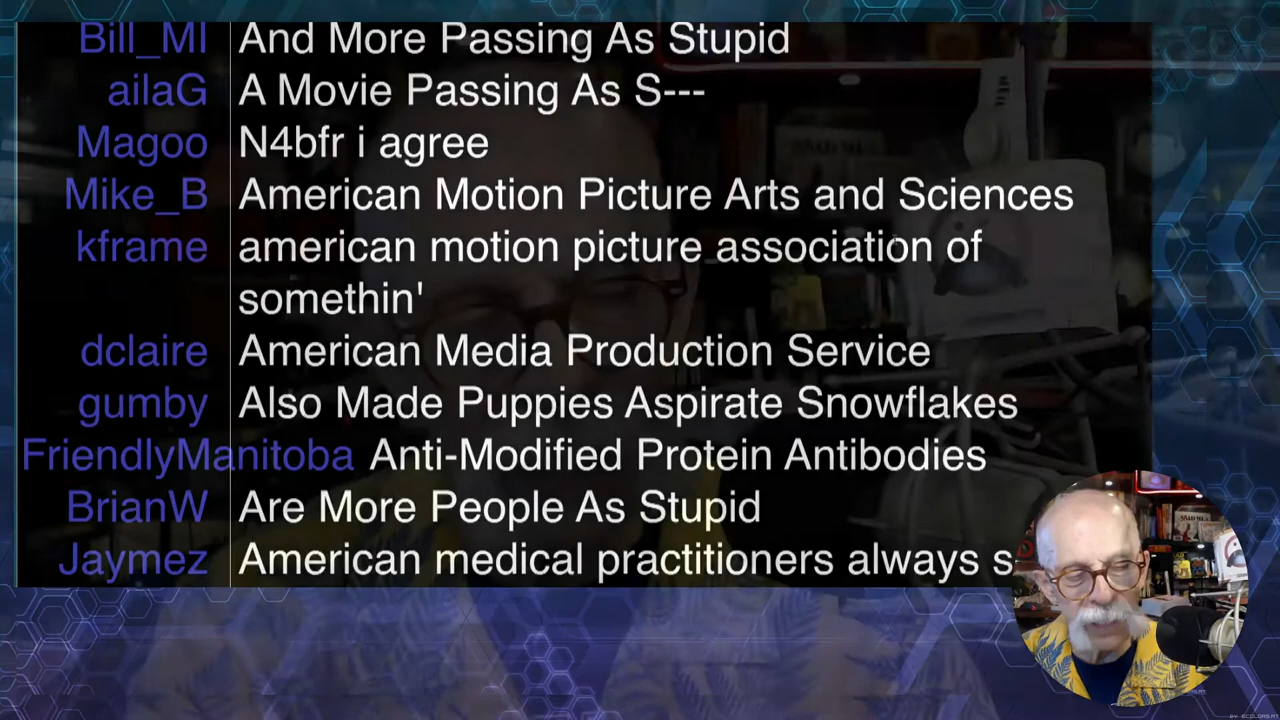 Bill_MI And More Passing As Stupid
ailaG A Movie Passing As S---
Magoo N4bfr i agree
Mike_B American Motion Picture Arts and Sciences
kframe american motion picture association of
somethin'
dclaire American Media Production Service
gumby Also Made Puppies Aspirate Snowflakes
FriendlyManitoba Anti-Modified Protein Antibodies
BrianW Are More People As Stupid
Jaymez American medical practitioners always s